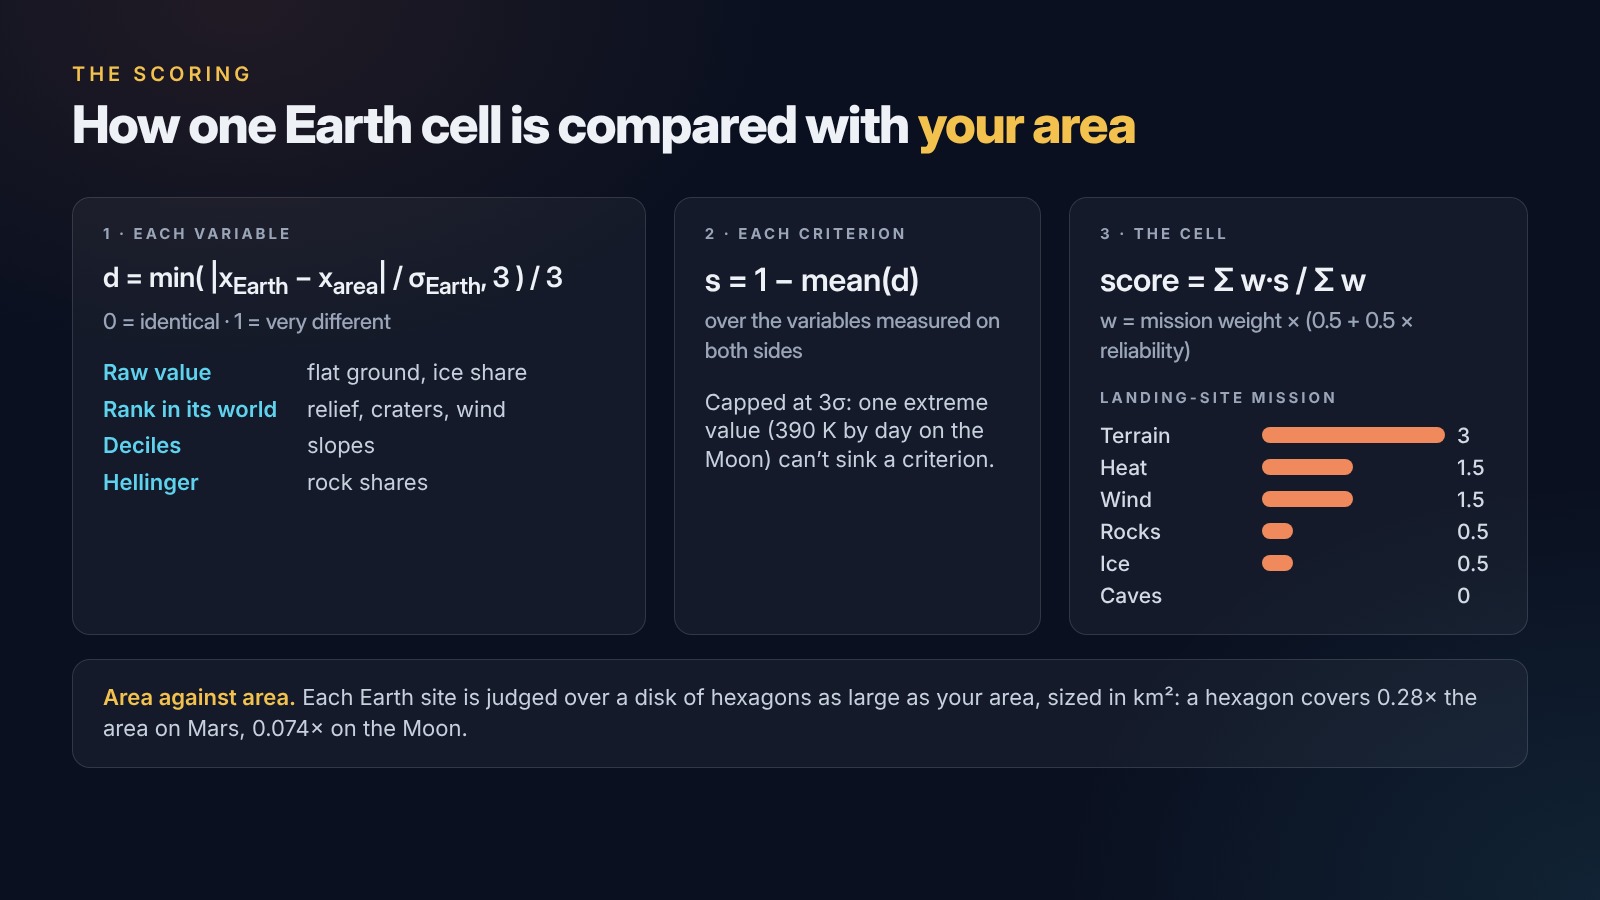 THE SCORING
How one Earth cell is compared with your area
1 · EACH VARIABLE
d = min( |xEarth − xarea| / σEarth, 3 ) / 3
0 = identical · 1 = very different
Raw value flat ground, ice share
Rank in its world relief, craters, wind
Deciles slopes
Hellinger rock shares
2 · EACH CRITERION
s = 1 − mean(d)
over the variables measured on
both sides
Capped at 3σ: one extreme
value (390 K by day on the
Moon) can’t sink a criterion.
3 · THE CELL
score = Σ w·s / Σ w
w = mission weight × (0.5 + 0.5 ×
reliability)
LANDING-SITE MISSION
Terrain 3
Heat 1.5
Wind 1.5
Rocks 0.5
Ice 0.5
Caves 0
Area against area. Each Earth site is judged over a disk of hexagons as large as your area, sized in km²: a hexagon covers 0.28× the
area on Mars, 0.074× on the Moon.